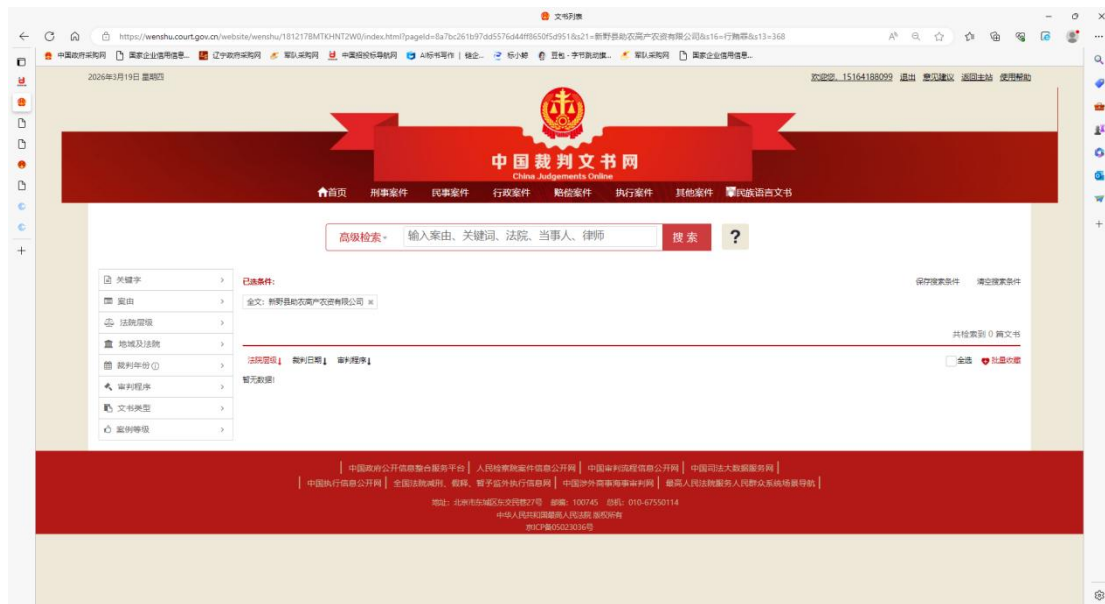 文书列表
https://wenshu.court.gov.cn/website/wenshu/181217BMTKHNT2W0/index.html?pageId=8a7bc261b97dd5576d44ff8650f5d951&s21=新野县助农高产农资有限公司&s16=行贿罪&s13=368
中国政府采购网 国家企业信用信息... 辽宁政府采购网 军队采购网 中国招投标导航网 AI标书写作 | 链企... 标小婷 豆包 - 字节跳动旗... 军队采购网 国家企业信用信息...
2026年3月19日 星期四 欢迎您，15164188099 退出 意见建议 返回主站 使用帮助
中国裁判文书网
China Judgements Online
首页 刑事案件 民事案件 行政案件 赔偿案件 执行案件 其他案件 民族语言文书
高级检索 输入案由、关键词、法院、当事人、律师 搜索 ?
关键字 > 已选条件: 保存搜索条件 清空搜索条件
案由 > 全文: 新野县助农高产农资有限公司 ×
法院层级 >
共检索到 0 篇文书
地域及法院 >
裁判年份 > 法院层级↓ 裁判日期↓ 审判程序↓ 全选 批量收藏
审判程序 > 暂无数据!
文书类型 >
案例等级 >
| 中国政府公开信息整合服务平台 | 人民检察院案件信息公开网 | 中国审判流程信息公开网 | 中国司法大数据服务网 |
| 中国执行信息公开网 | 全国法院减刑、假释、暂予监外执行信息网 | 中国涉外商事海事审判网 | 最高人民法院服务人民群众系统场景导航 |
地址: 北京市东城区东交民巷27号 邮编: 100745 总机: 010-67550114
中华人民共和国最高人民法院 版权所有
京ICP备05023036号